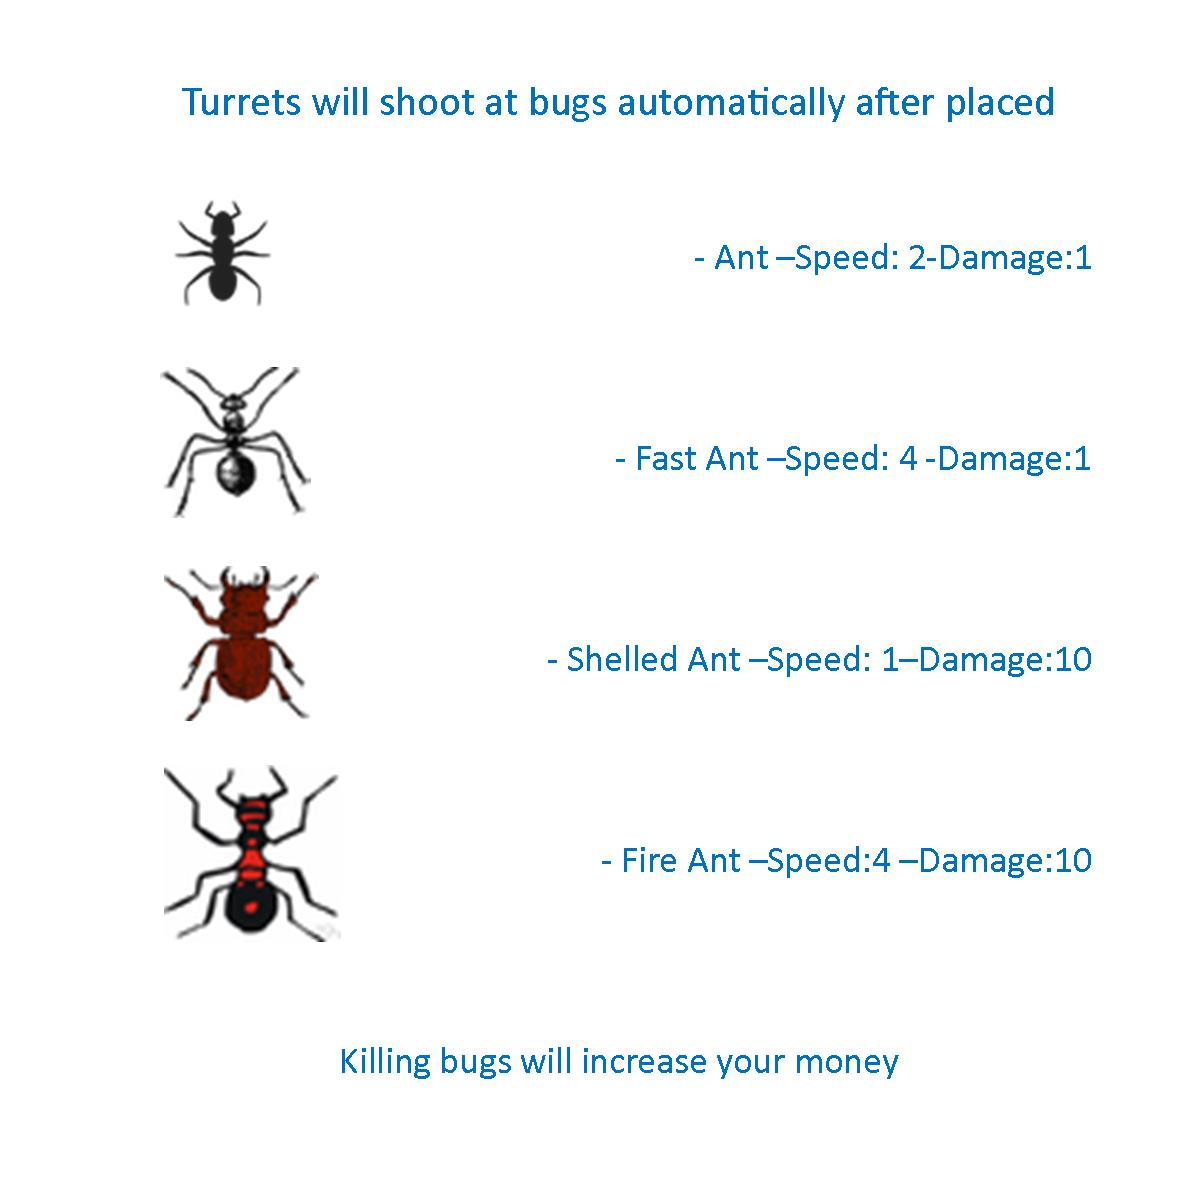 Turrets will shoot at bugs automatically after placed
- Ant –Speed: 2-Damage:1
- Fast Ant –Speed: 4 -Damage:1
- Shelled Ant –Speed: 1–Damage:10
- Fire Ant –Speed:4 –Damage:10
Killing bugs will increase your money